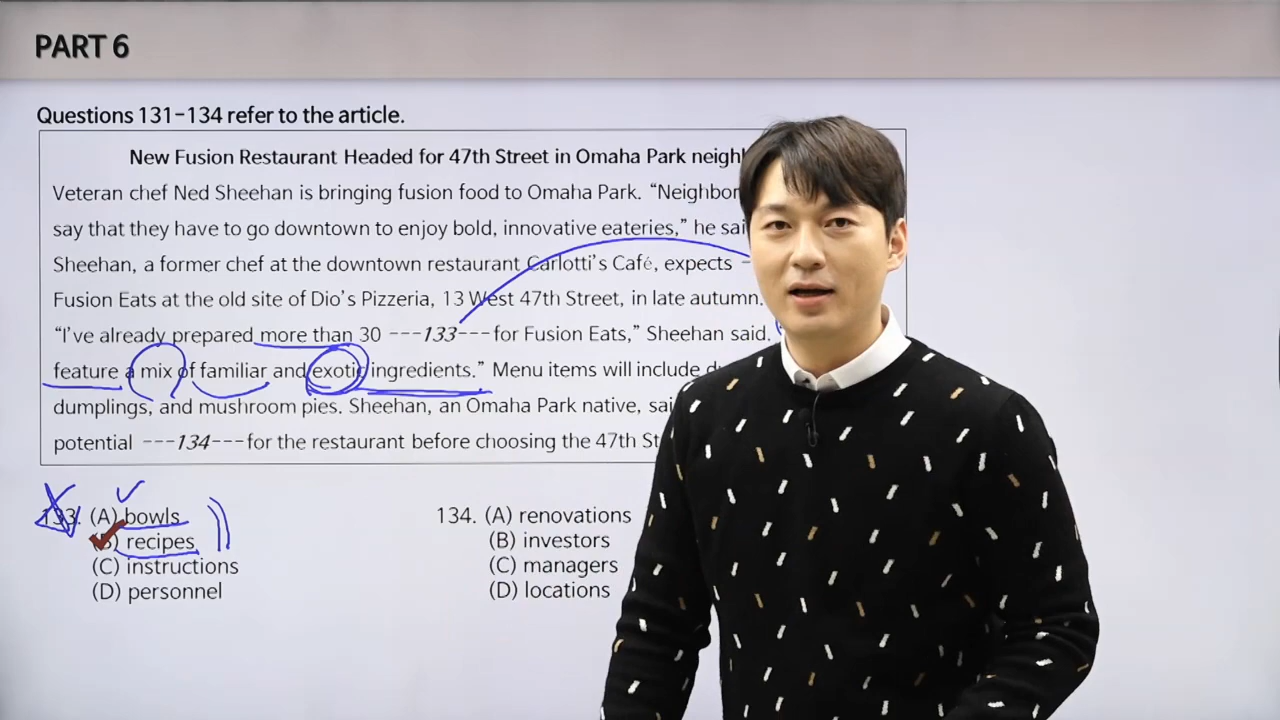 PART 6
Questions 131-134 refer to the article.
New Fusion Restaurant Headed for 47th Street in Omaha Park
Veteran chef Ned Sheehan is bringing fusion food to Omaha Park. “Neighbor
say that they have to go downtown to enjoy bold, innovative eateries,” he
Sheehan, a former chef at the downtown restaurant Carlotti’s Café, expects
Fusion Eats at the old site of Dio’s Pizzeria, 13 West 47th Street, in late autumn.
“I’ve already prepared more than 30 ---133--- for Fusion Eats,” Sheehan said.
feature a mix of familiar and exotic ingredients.” Menu items will include
dumplings, and mushroom pies. Sheehan, an Omaha Park native,
potential ---134--- for the restaurant before choosing the 47th
133. (A) bowls
(B) recipes
(C) instructions
(D) personnel
134. (A) renovations
(B) investors
(C) managers
(D) locations